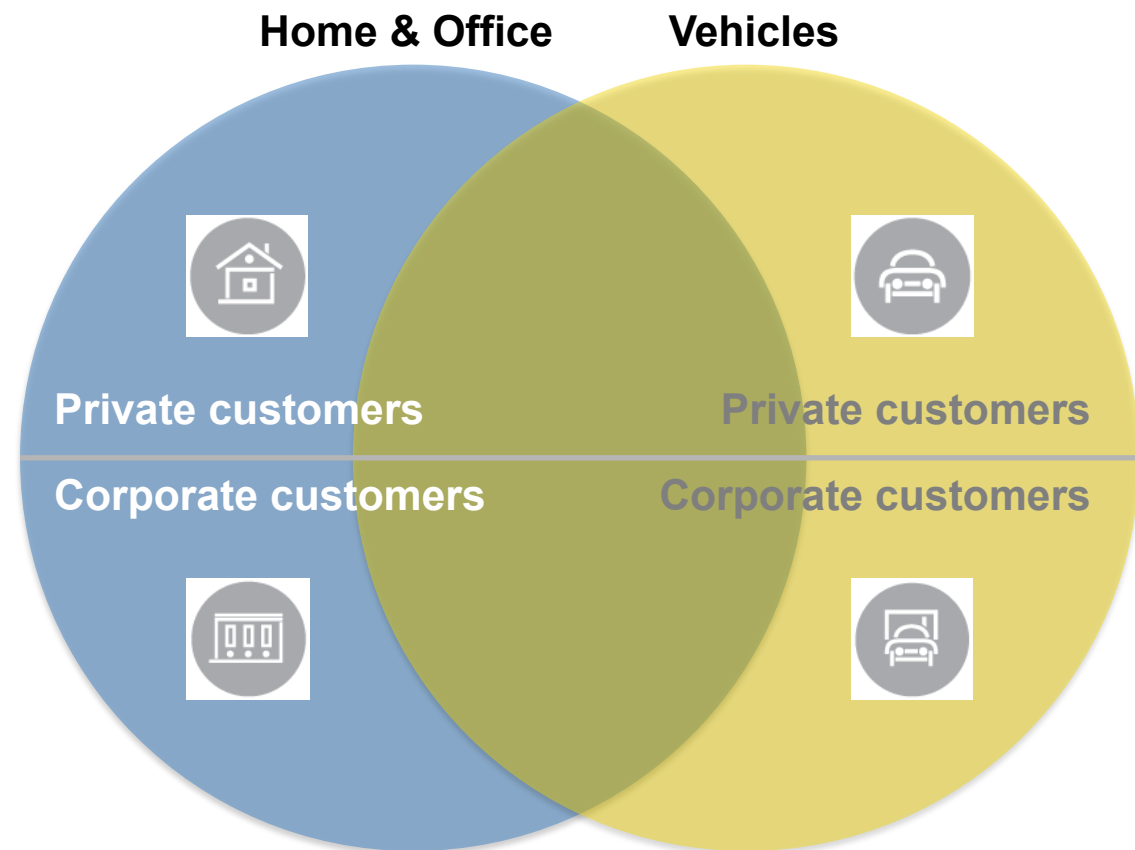 Home & Office
Vehicles
Private customers
Private customers
Corporate customers
Corporate customers